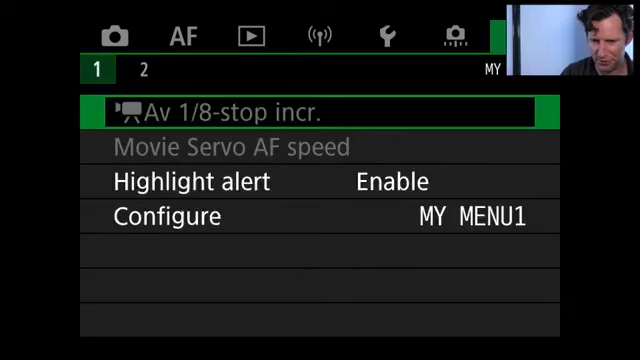 AF
1 2 MY
Av 1/8-stop incr.
Movie Servo AF speed
Highlight alert Enable
Configure MY MENU1